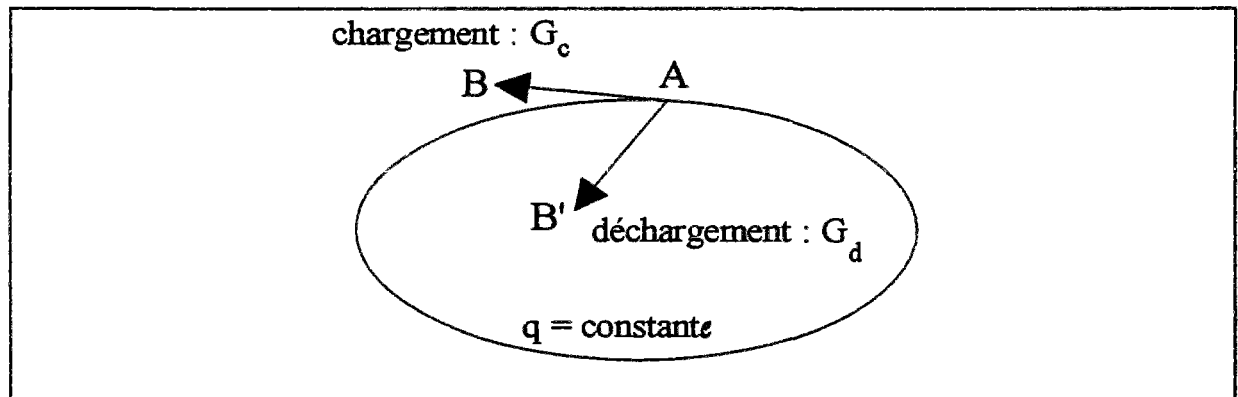 chargement : G_c
B A
B' déchargement : G_d
q = constante